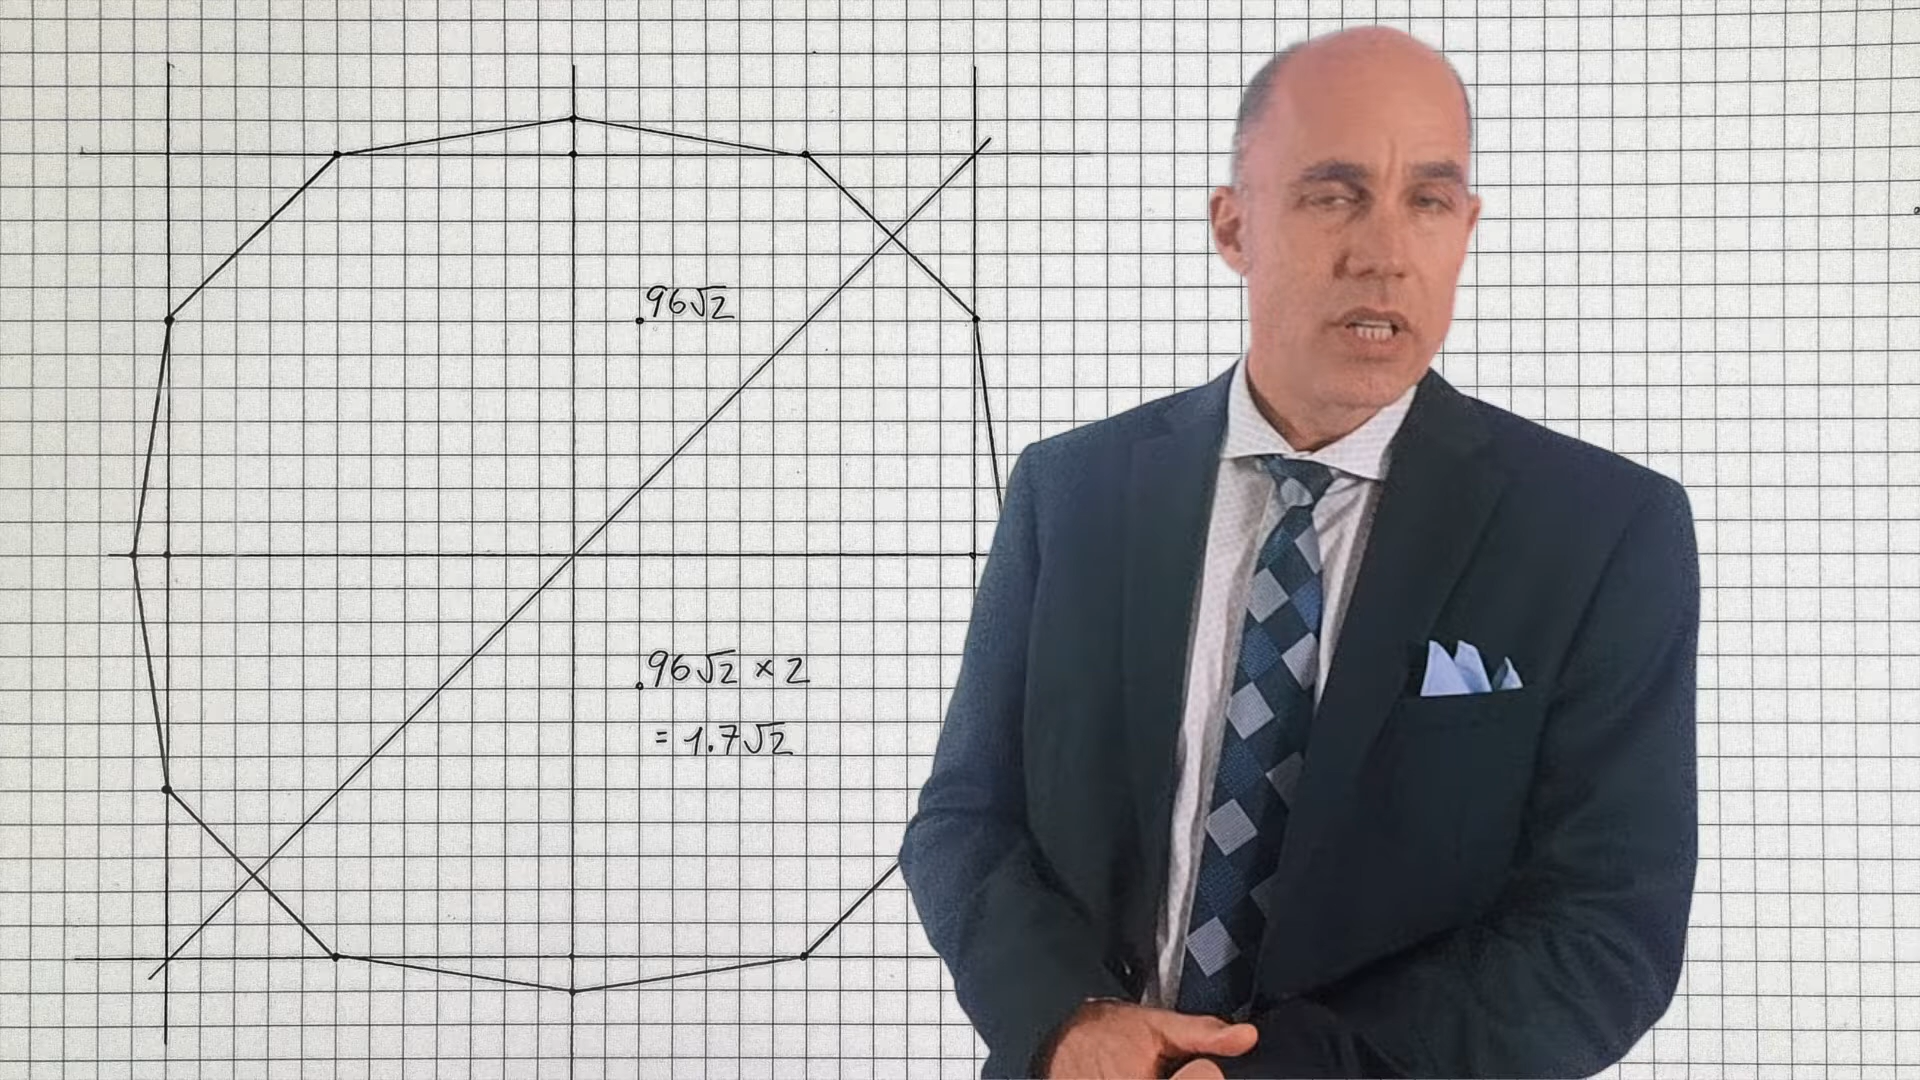 .96√2
.96√2 × 2
= 1.7√2